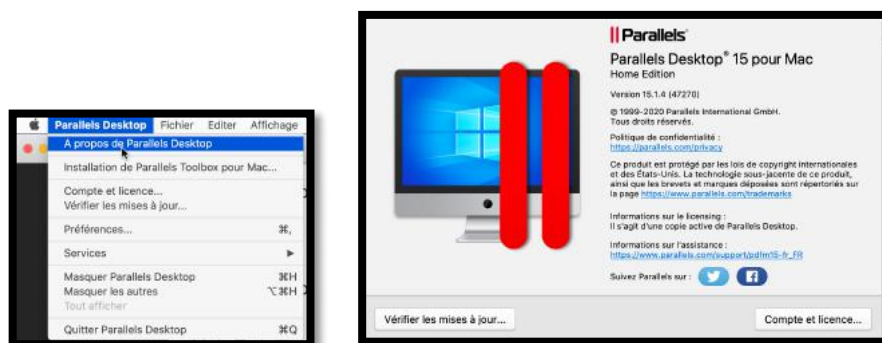 Parallels Desktop Fichier Editer Affichage
A propos de Parallels Desktop
Installation de Parallels Toolbox pour Mac...
Compte et licence...
Vérifier les mises à jour...
Préférences... ⌘,
Services ▶
Masquer Parallels Desktop ⌘H
Masquer les autres ⌥⌘H
Tout afficher
Quitter Parallels Desktop ⌘Q
Parallels®
Parallels Desktop® 15 pour Mac
Home Edition
Version 15.1.4 (47270)
© 1999-2020 Parallels International GmbH.
Tous droits réservés.
Politique de confidentialité :
https://parallels.com/privacy
Ce produit est protégé par les lois de copyright internationales
et des États-Unis. La technologie sous-jacente de ce produit,
ainsi que les brevets et marques déposées sont répertoriés sur
la page https://www.parallels.com/trademarks
Informations sur le licensing :
Il s'agit d'une copie active de Parallels Desktop.
Informations sur l'assistance :
https://www.parallels.com/support/pdfm15-fr_FR
Suivez Parallels sur :
Vérifier les mises à jour...
Compte et licence...